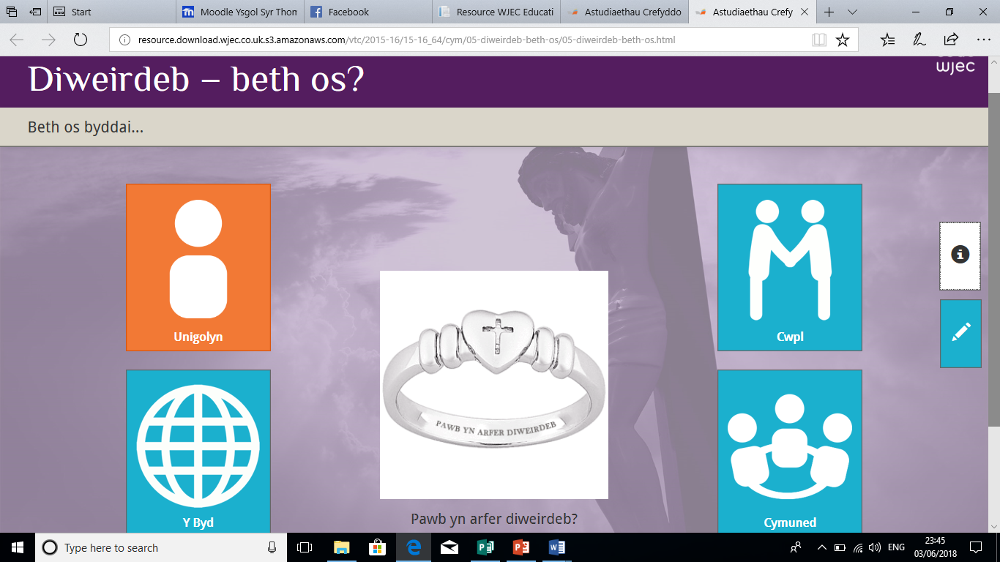 Start
Moodle Ysgol Syr Thom
Facebook
Resource WJEC Educati
Astudiaethau Crefyddo
Astudiaethau Crefy
resource.download.wjec.co.uk.s3.amazonaws.com/vtc/2015-16/15-16_64/cym/05-diweirdeb-beth-os/05-diweirdeb-beth-os.html
Diweirdeb – beth os?
wjec
Beth os byddai...
Unigolyn
Cwpl
PAWB YN ARFER DIWEIRDEB
Y Byd
Pawb yn arfer diweirdeb?
Cymuned
Type here to search
ENG
23:45
03/06/2018